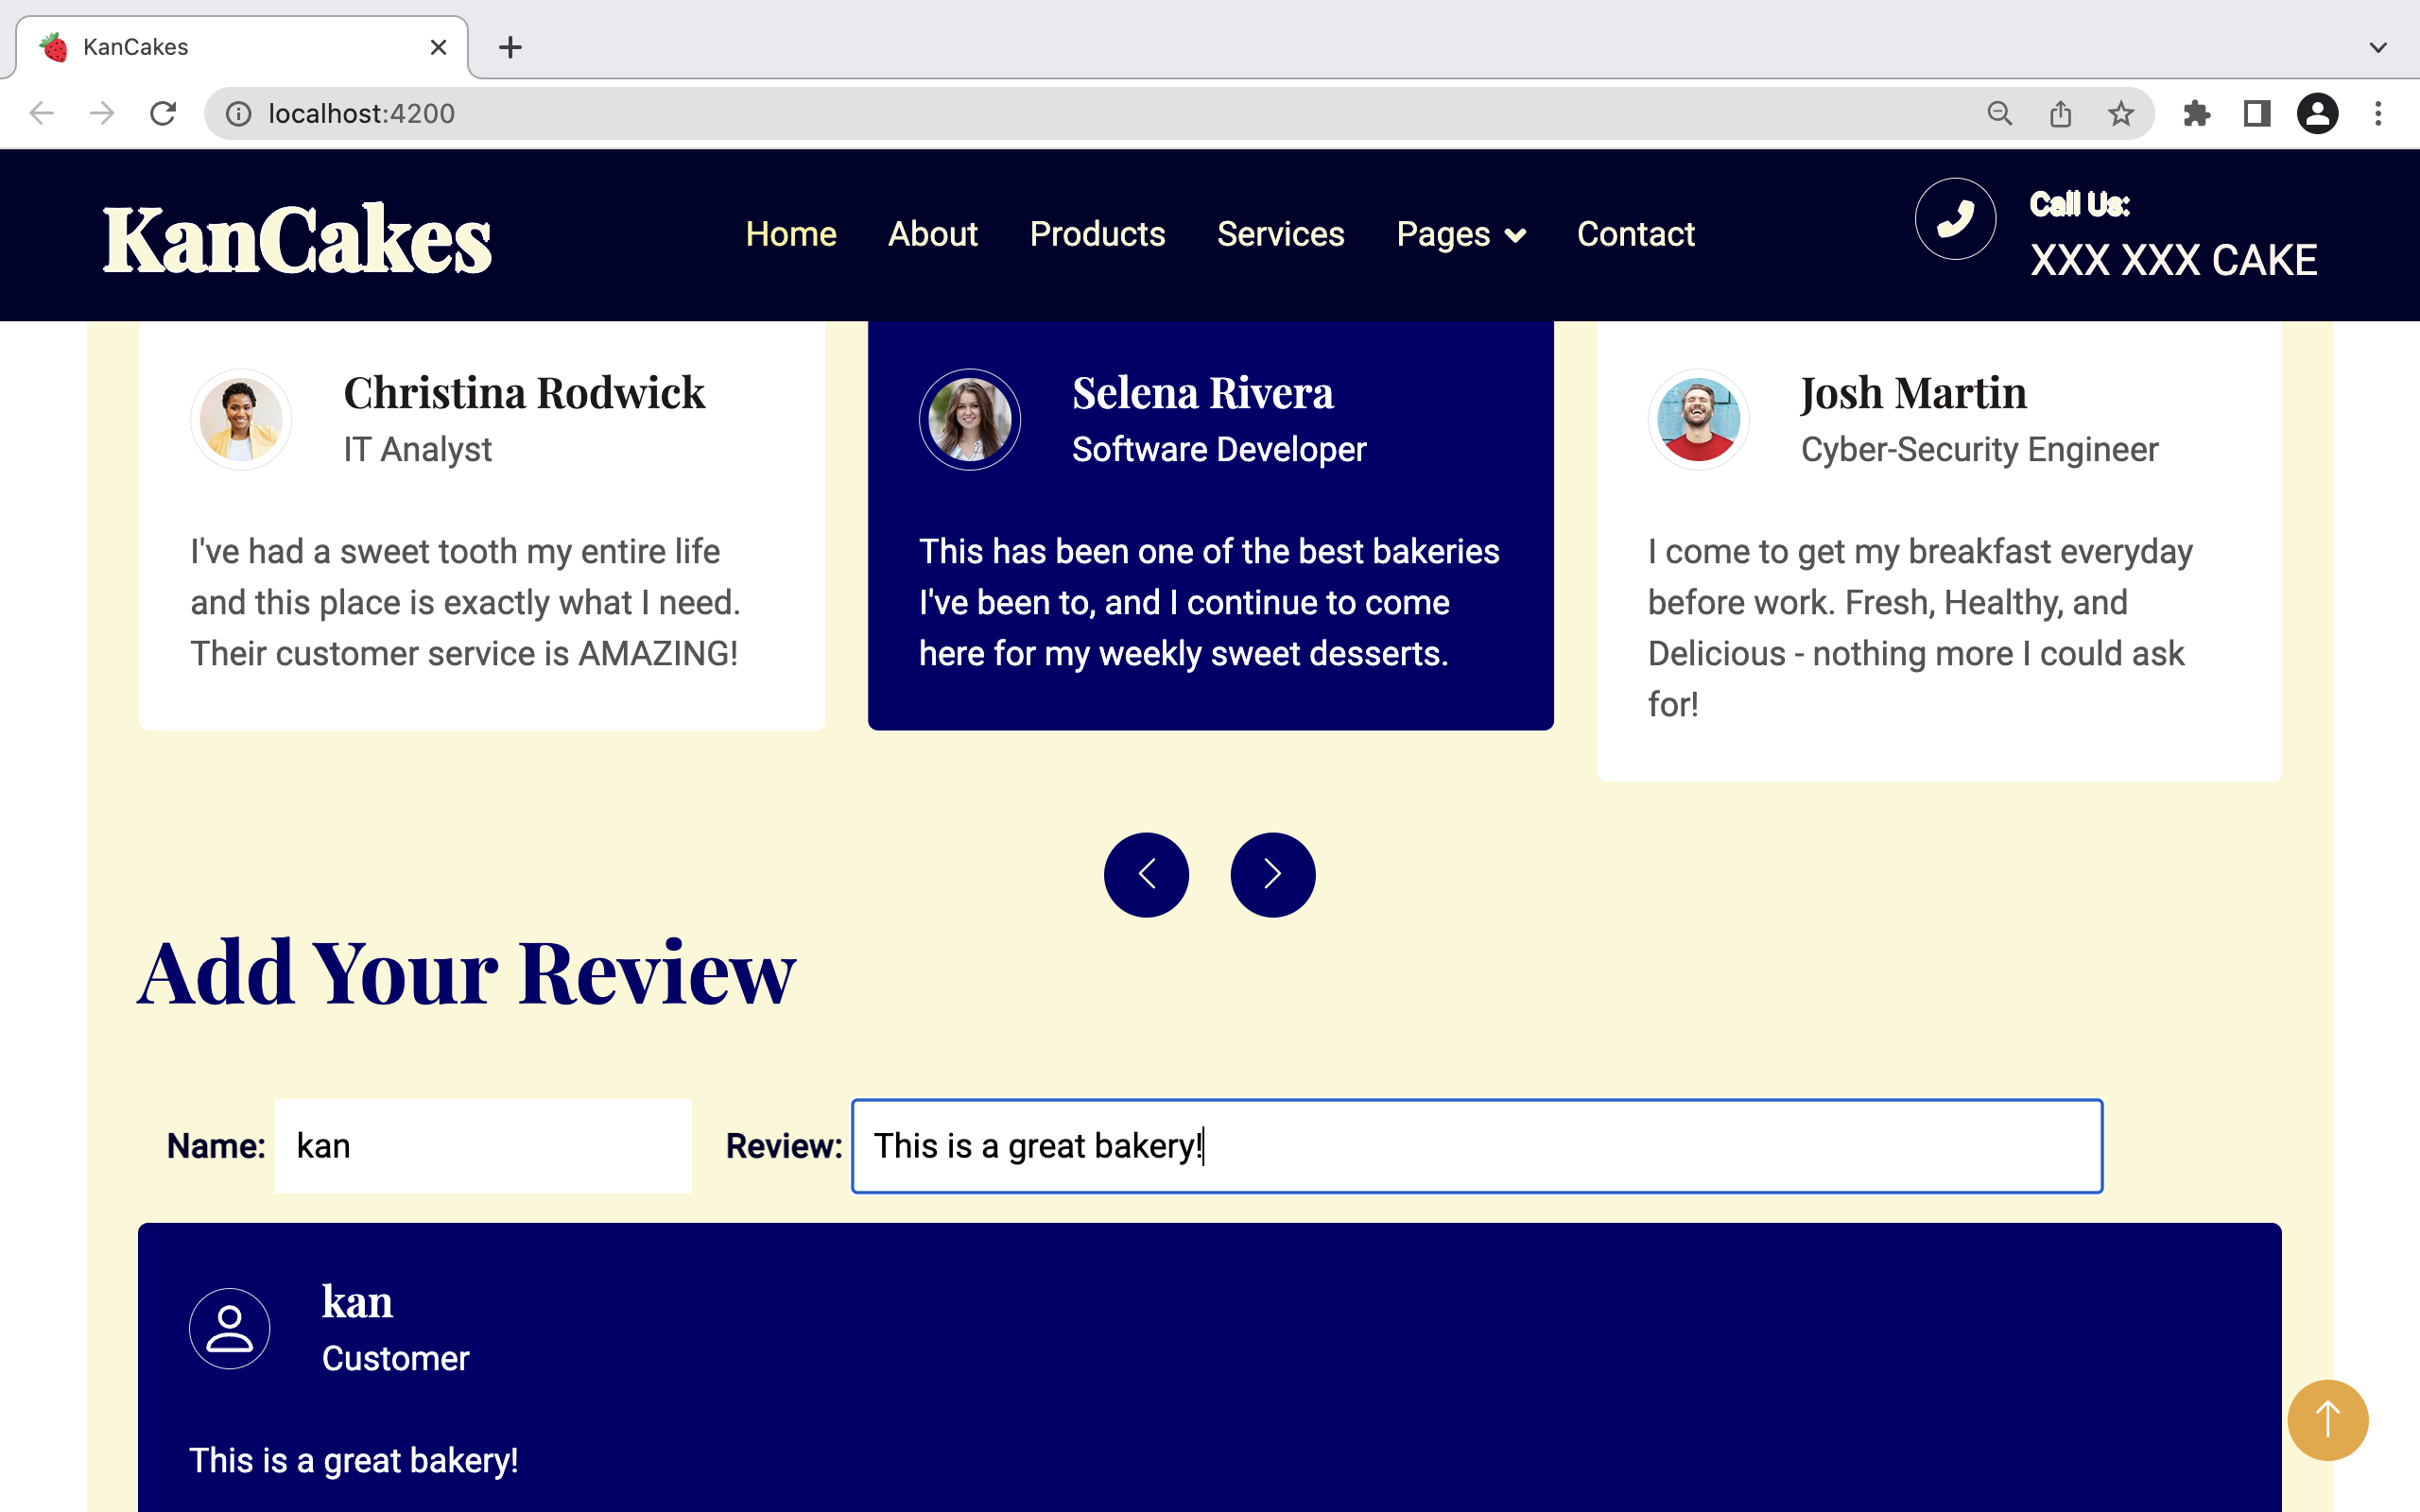 KanCakes
localhost:4200
KanCakes
Home About Products Services Pages Contact
Call Us:
XXX XXX CAKE
Christina Rodwick
IT Analyst
I've had a sweet tooth my entire life
and this place is exactly what I need.
Their customer service is AMAZING!
Selena Rivera
Software Developer
This has been one of the best bakeries
I've been to, and I continue to come
here for my weekly sweet desserts.
Josh Martin
Cyber-Security Engineer
I come to get my breakfast everyday
before work. Fresh, Healthy, and
Delicious - nothing more I could ask
for!
Add Your Review
Name: kan Review: This is a great bakery!
kan
Customer
This is a great bakery!